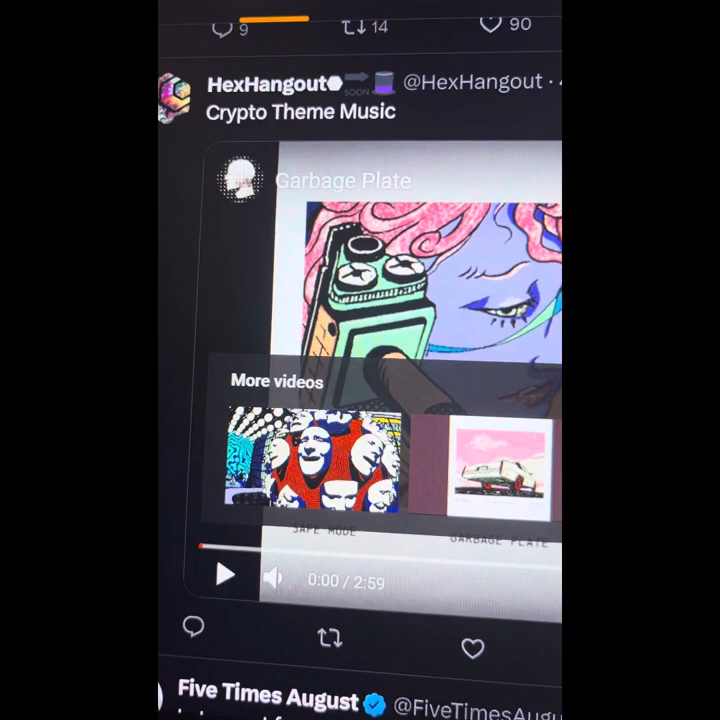 9 14 90
HexHangout SOON @HexHangout ·
Crypto Theme Music
Garbage Plate
More videos
SAFE MODE GARBAGE PLATE
0:00 / 2:59
Five Times August